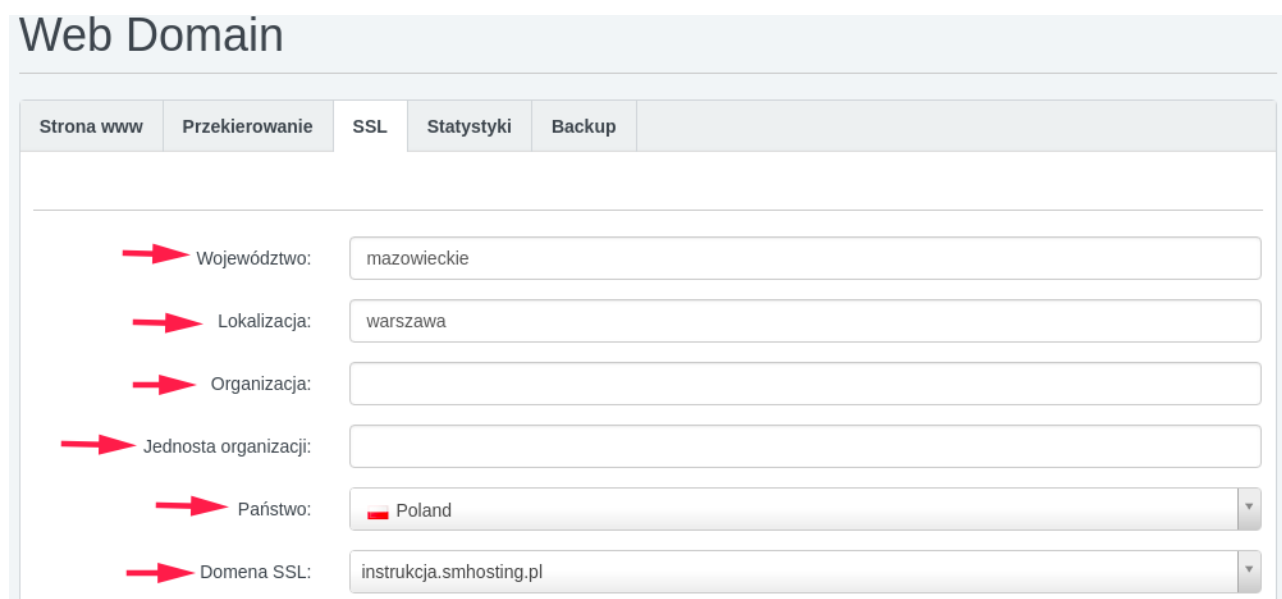 Web Domain
Strona www Przekierowanie SSL Statystyki Backup
Województwo: mazowieckie
Lokalizacja: warszawa
Organizacja:
Jednosta organizacji:
Państwo: Poland
Domena SSL: instrukcja.smhosting.pl